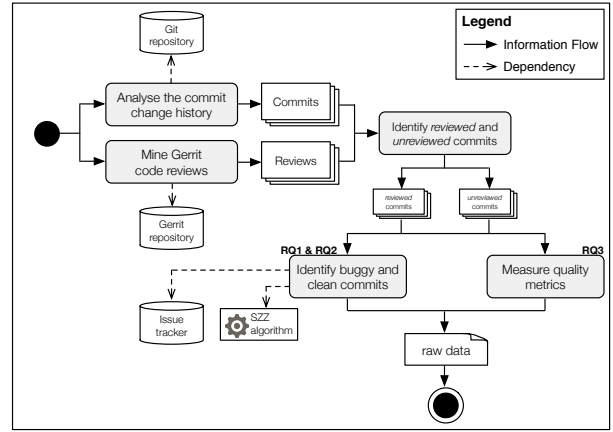 Git
repository
Legend
Information Flow
Dependency
Analyse the commit
change history
Commits
Identify reviewed and
unreviewed commits
Mine Gerrit
code reviews
Reviews
reviewed
commits
unreviewed
commits
Gerrit
repository
RQ1 & RQ2
Identify buggy and
clean commits
RQ3
Measure quality
metrics
Issue
tracker
SZZ
algorithm
raw data